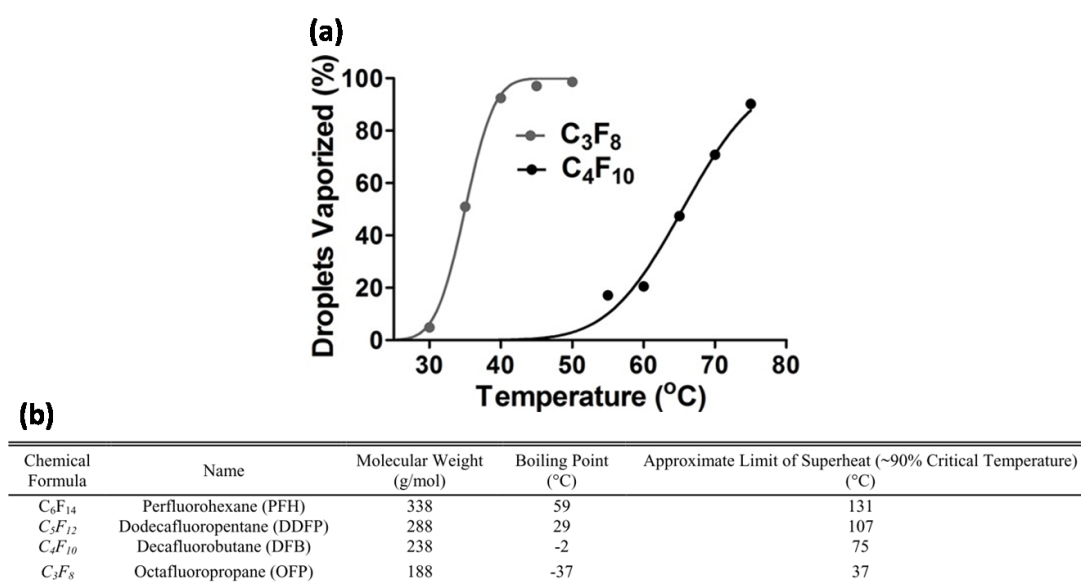 (a)
Droplets Vaporized (%)
100
80
60
40
20
0
C3F8
C4F10
30 40 50 60 70 80
Temperature (°C)
(b)
Chemical Formula Name Molecular Weight (g/mol) Boiling Point (°C) Approximate Limit of Superheat (~90% Critical Temperature) (°C)
C6F14 Perfluorohexane (PFH) 338 59 131
C5F12 Dodecafluoropentane (DDFP) 288 29 107
C4F10 Decafluorobutane (DFB) 238 -2 75
C3F8 Octafluoropropane (OFP) 188 -37 37